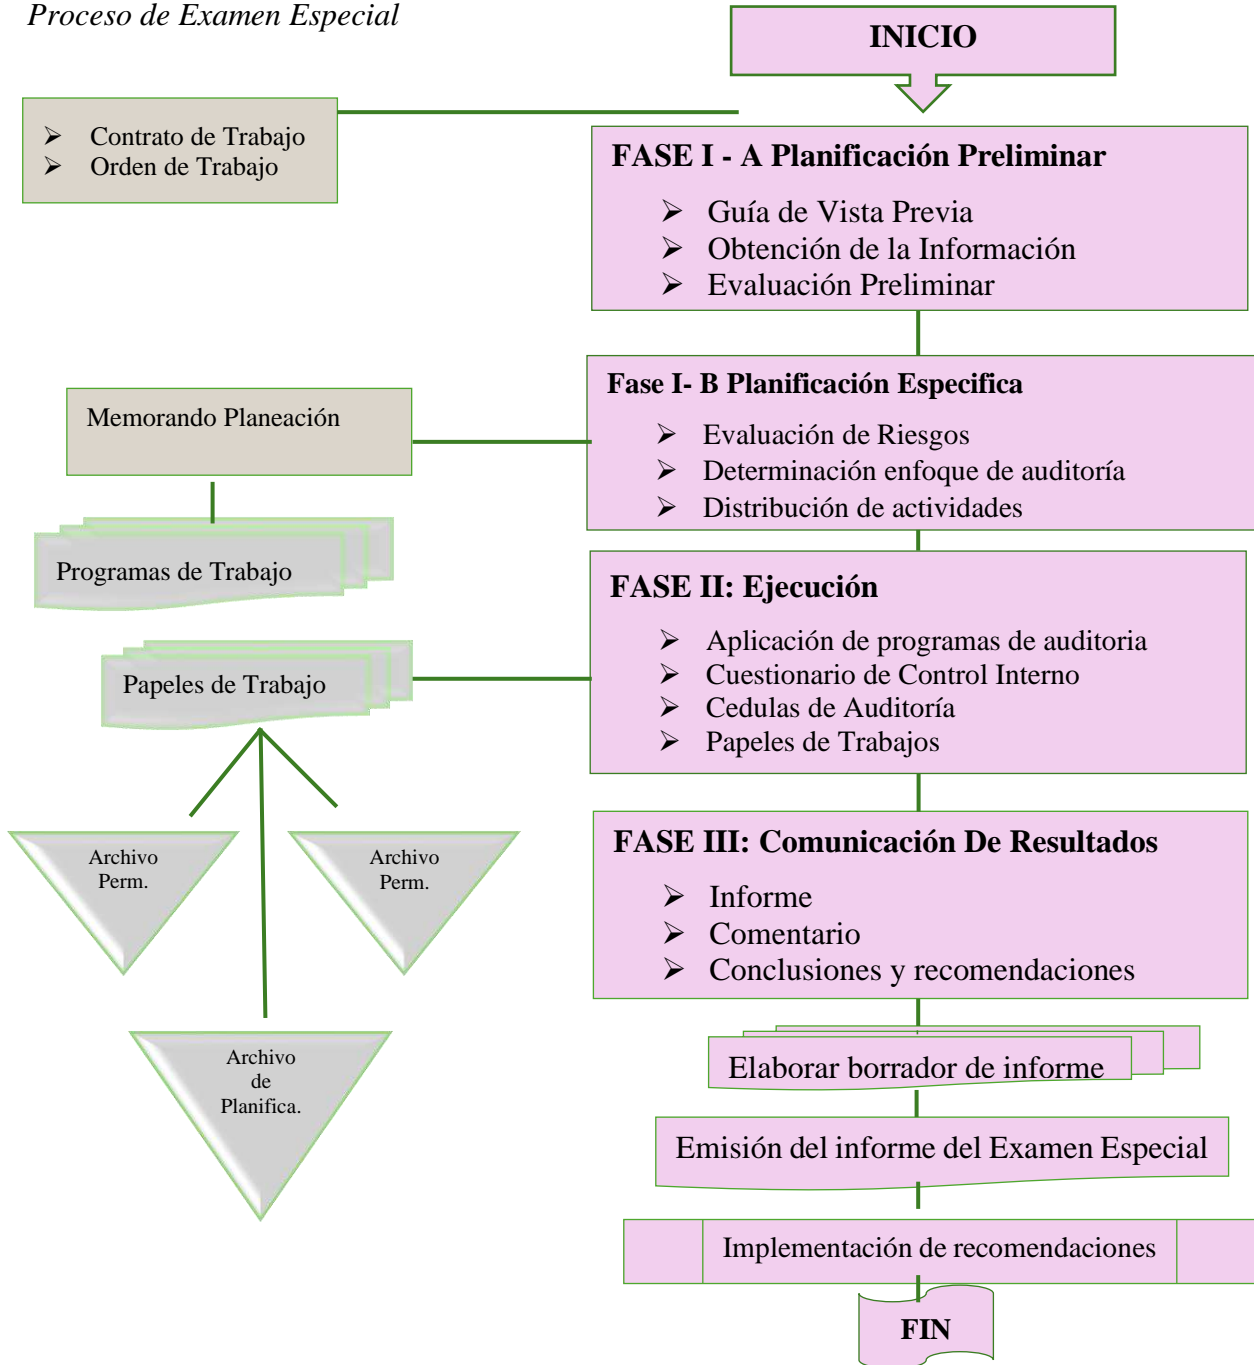 Proceso de Examen Especial
INICIO
➢ Contrato de Trabajo
➢ Orden de Trabajo
FASE I - A Planificación Preliminar
➢ Guía de Vista Previa
➢ Obtención de la Información
➢ Evaluación Preliminar
Fase I- B Planificación Especifica
➢ Evaluación de Riesgos
➢ Determinación enfoque de auditoría
➢ Distribución de actividades
Memorando Planeación
Programas de Trabajo
FASE II: Ejecución
➢ Aplicación de programas de auditoria
➢ Cuestionario de Control Interno
➢ Cedulas de Auditoría
➢ Papeles de Trabajos
Papeles de Trabajo
Archivo
Perm.
Archivo
Perm.
Archivo
de
Planifica.
FASE III: Comunicación De Resultados
➢ Informe
➢ Comentario
➢ Conclusiones y recomendaciones
Elaborar borrador de informe
Emisión del informe del Examen Especial
Implementación de recomendaciones
FIN